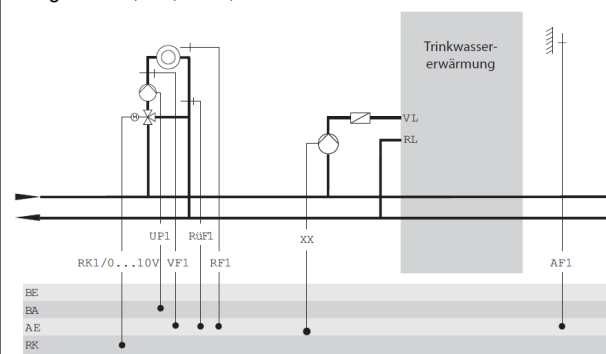 Trinkwasser-
erwärmung
M
VL
RL
UP1 RüF1 XX
RK1/0...10V VF1 RF1 AF1
BE
BA
AE
RK